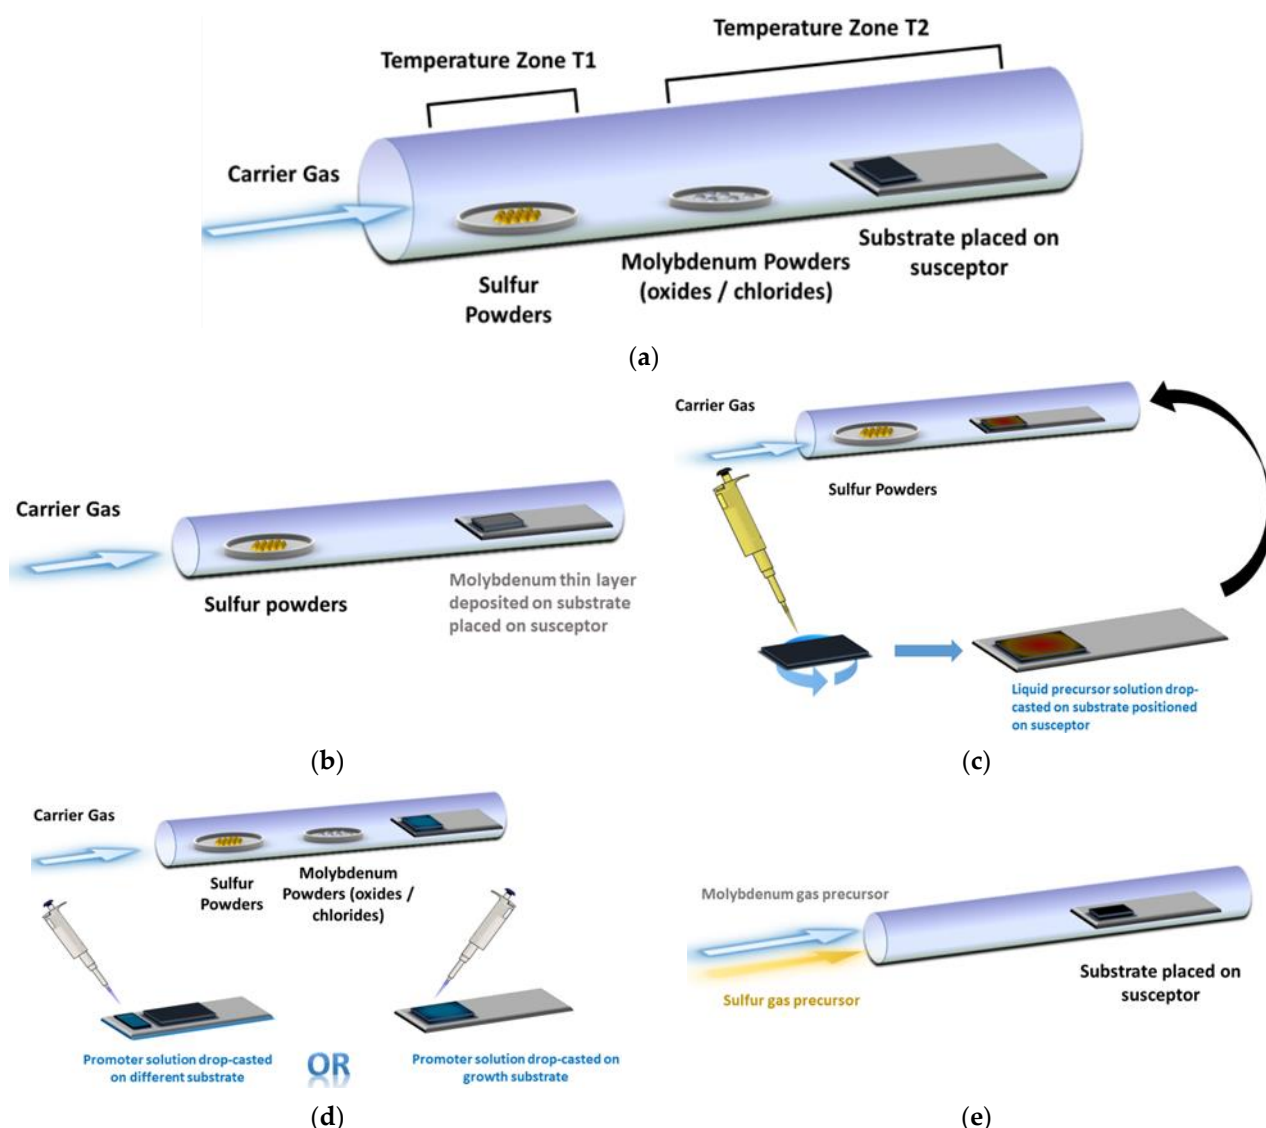 Temperature Zone T2
Temperature Zone T1
Carrier Gas
Substrate placed on
susceptor
Molybdenum Powders
(oxides / chlorides)
Sulfur
Powders
(a)
Carrier Gas
Sulfur powders
Molybdenum thin layer
deposited on substrate
placed on susceptor
(b)
Carrier Gas
Sulfur Powders
Liquid precursor solution drop-
casted on substrate positioned
on susceptor
(c)
Carrier Gas
Sulfur
Powders
Molybdenum
Powders (oxides /
chlorides)
Promoter solution drop-casted
on different substrate
OR
Promoter solution drop-casted on
growth substrate
(d)
Molybdenum gas precursor
Sulfur gas precursor
Substrate placed on
susceptor
(e)